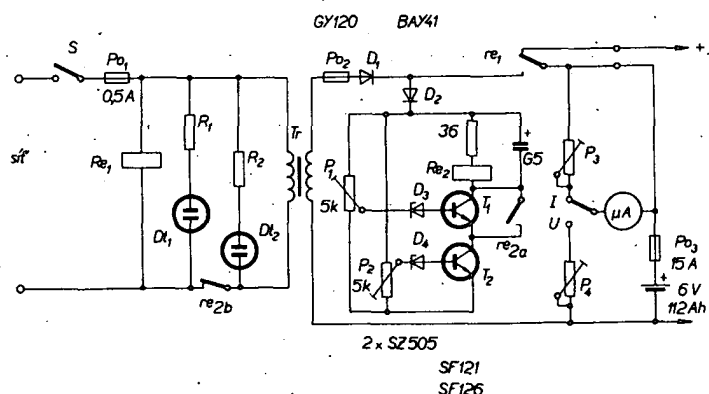 GY120 BAY41
S Po1 Po2 D1 re1 +
0,5A D2
R1 Tr 36 +
síť Re1 R2 P1 Re2 G5 P3
5k D3 T1 I μA
Dl1 Dl2 re2a U
D4 P2 5k T2 P4 Po3
15A
re2b 6V
112Ah
2 x SZ505
SF121
SF126